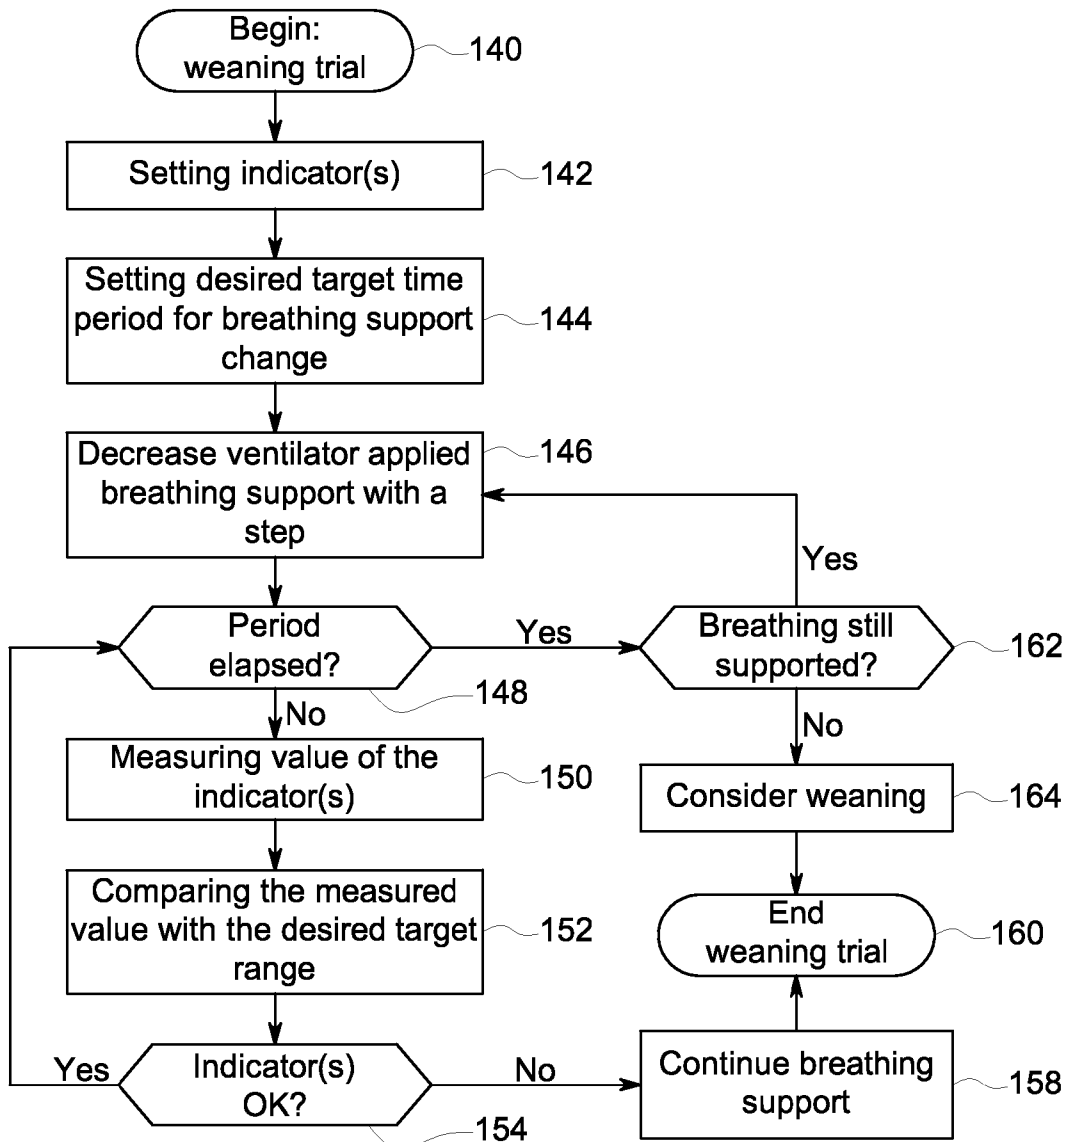 Begin:
weaning trial
140
Setting indicator(s)
142
Setting desired target time
period for breathing support
change
144
Decrease ventilator applied
breathing support with a
step
146
Yes
Period
elapsed?
148
Yes
Breathing still
supported?
162
No
No
Measuring value of the
indicator(s)
150
Consider weaning
164
Comparing the measured
value with the desired target
range
152
End
weaning trial
160
Yes
Indicator(s)
OK?
154
No
Continue breathing
support
158